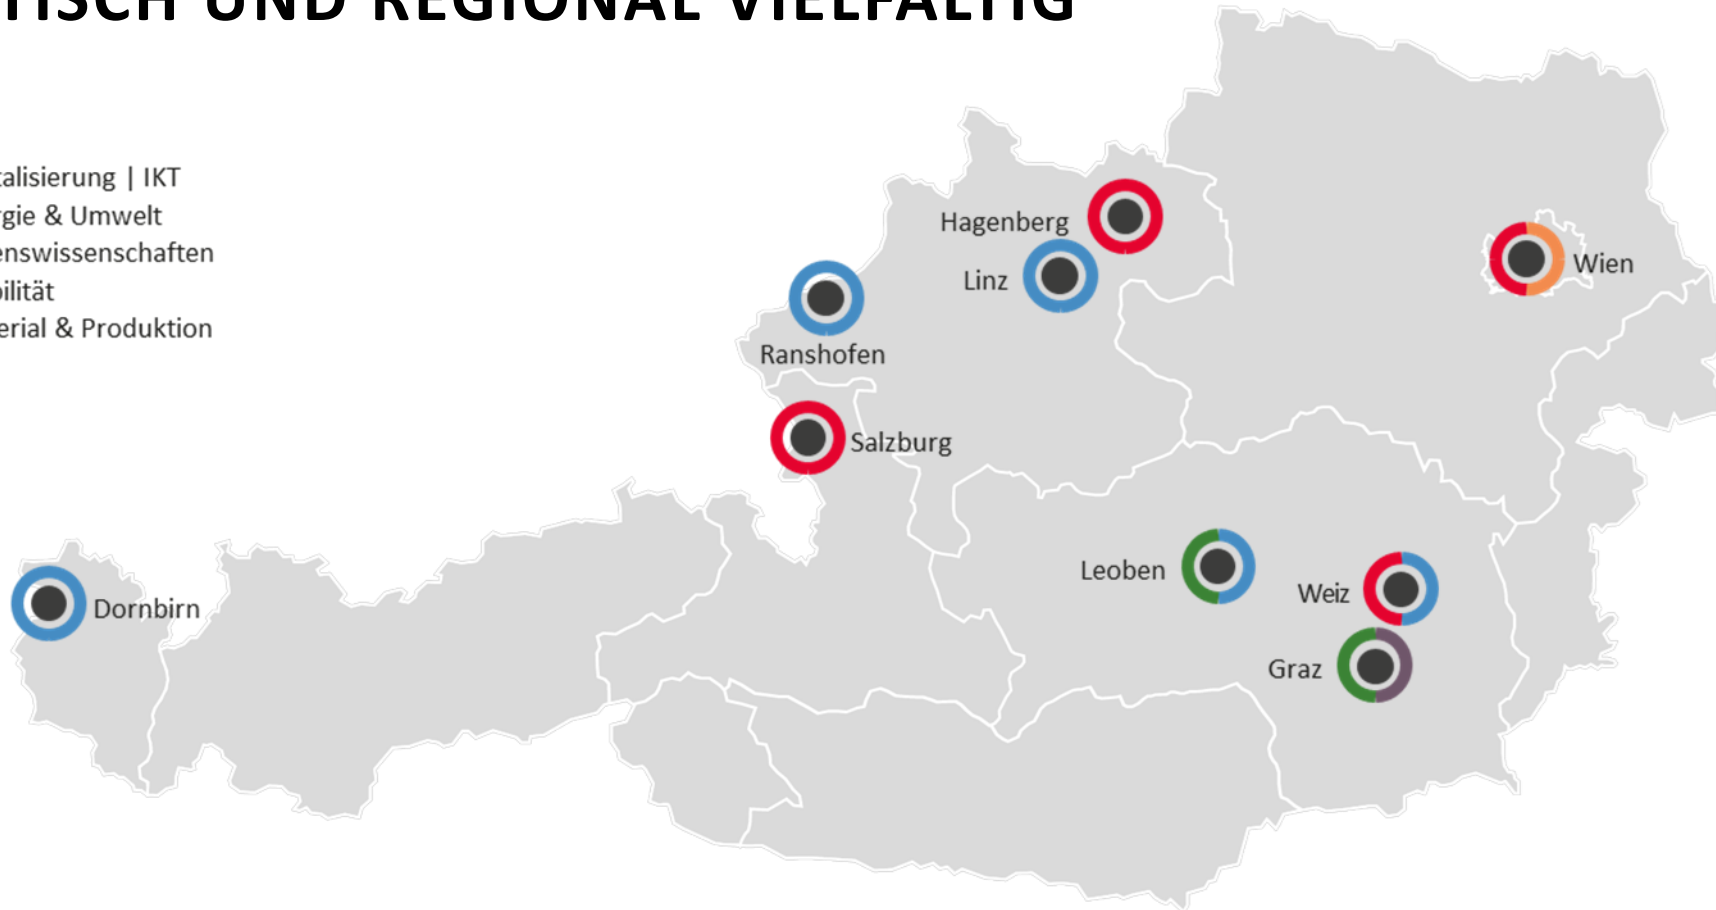 TISCH UND REGIONAL VIELFÄLTIG
talisierung | IKT
rgie & Umwelt
enswissenschaften
bilität
erial & Produktion
Hagenberg
Linz
Wien
Ranshofen
Salzburg
Leoben
Weiz
Dornbirn
Graz